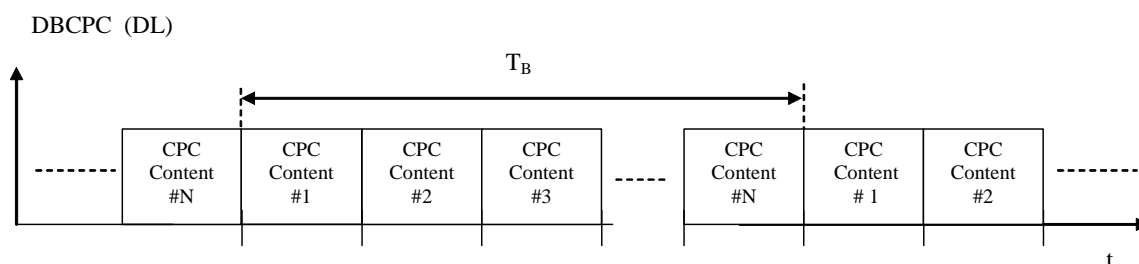 DBCPC (DL)
T_B
CPC
Content
#N
CPC
Content
#1
CPC
Content
#2
CPC
Content
#3
CPC
Content
#N
CPC
Content
# 1
CPC
Content
#2
t